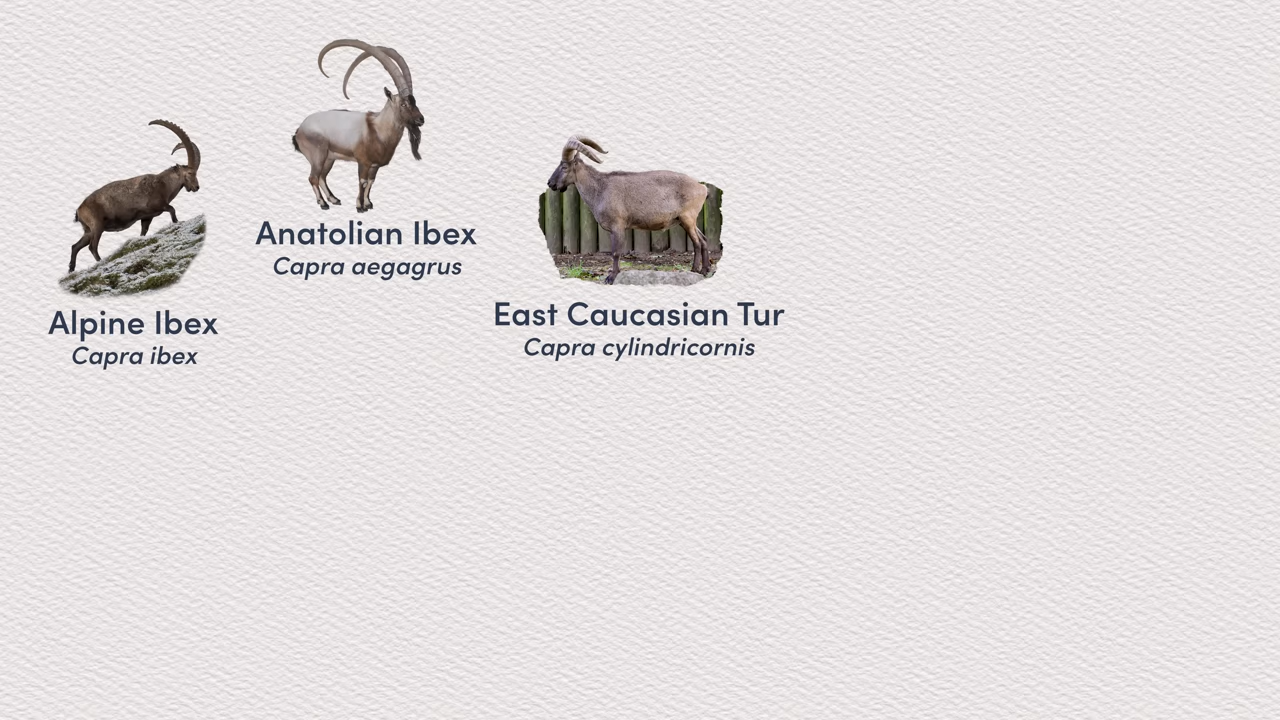 Alpine Ibex
Capra ibex
Anatolian Ibex
Capra aegagrus
East Caucasian Tur
Capra cylindricornis